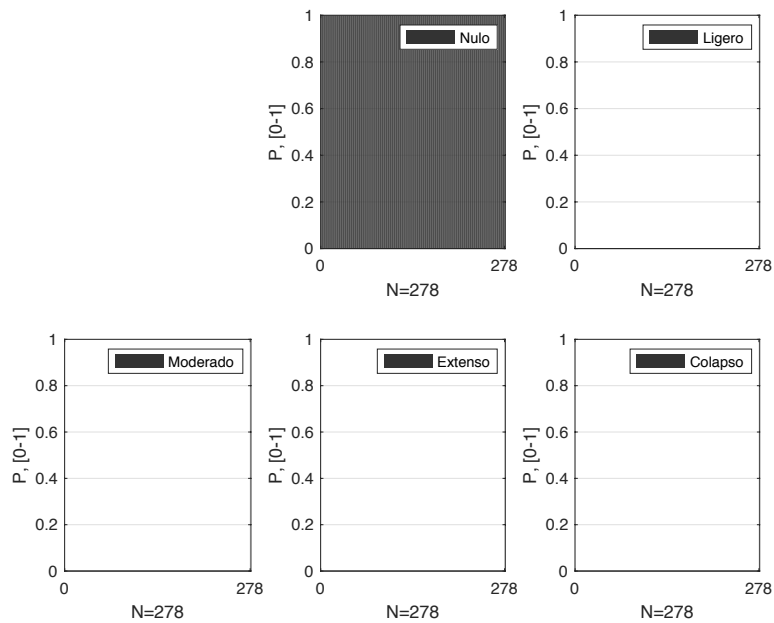 1
0.8
0.6
0.4
0.2
0
P, [0-1]
Nulo
0
278
N=278
1
0.8
0.6
0.4
0.2
0
P, [0-1]
Ligero
0
278
N=278
1
0.8
0.6
0.4
0.2
0
P, [0-1]
Moderado
0
278
N=278
1
0.8
0.6
0.4
0.2
0
P, [0-1]
Extenso
0
278
N=278
1
0.8
0.6
0.4
0.2
0
P, [0-1]
Colapso
0
278
N=278